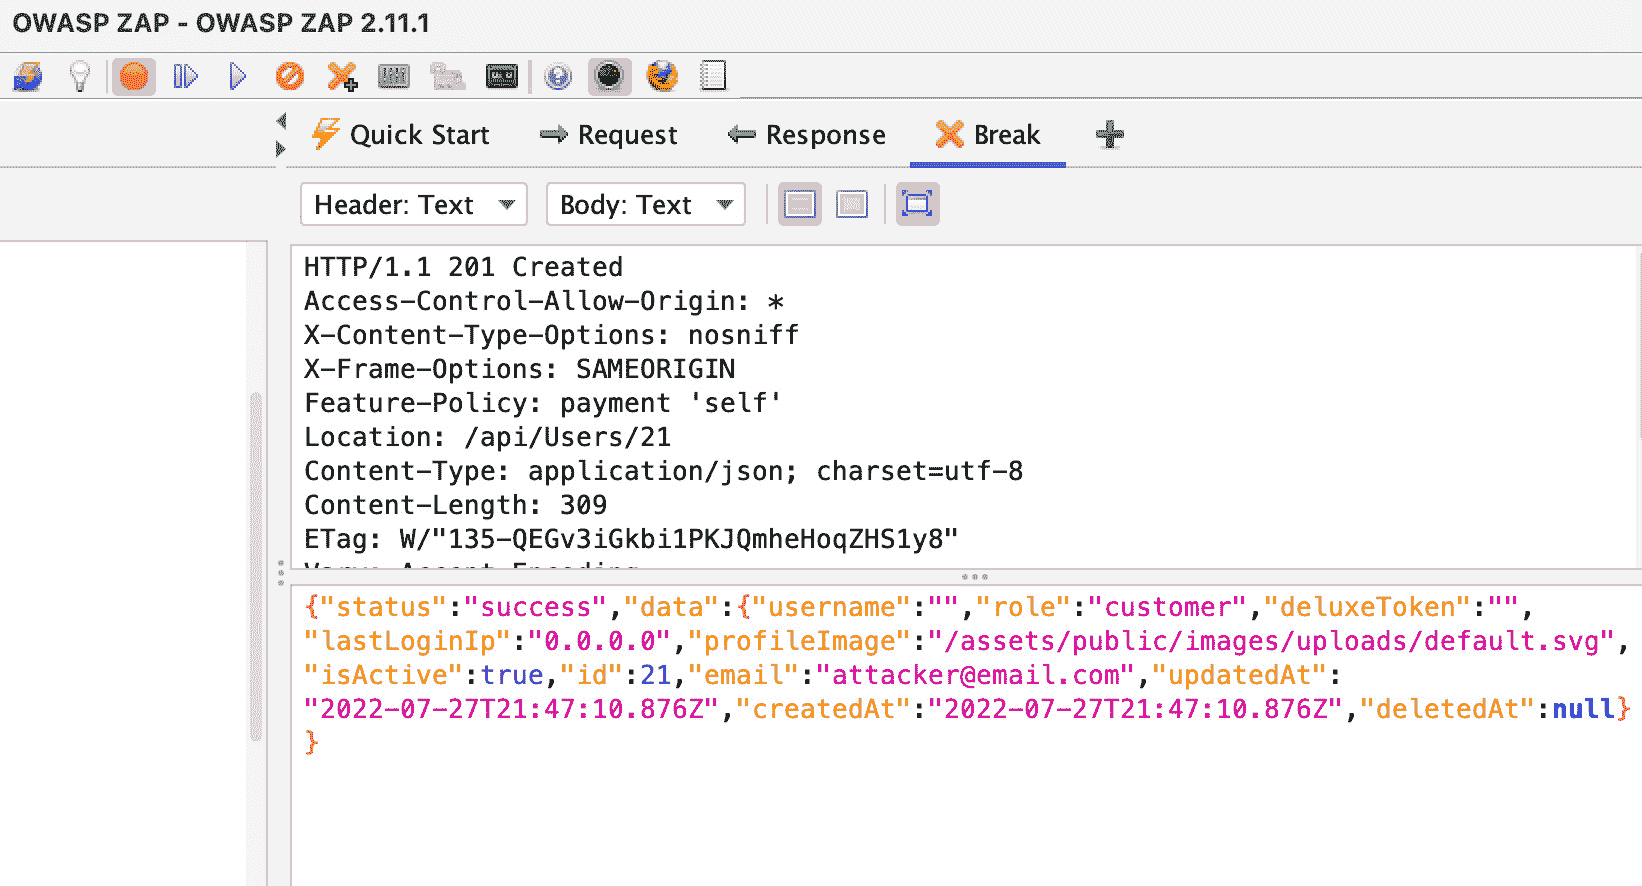 OWASP ZAP - OWASP ZAP 2.11.1
Quick Start Request Response Break
Header: Text Body: Text
HTTP/1.1 201 Created
Access-Control-Allow-Origin: *
X-Content-Type-Options: nosniff
X-Frame-Options: SAMEORIGIN
Feature-Policy: payment 'self'
Location: /api/Users/21
Content-Type: application/json; charset=utf-8
Content-Length: 309
ETag: W/"135-QEGv3iGkbi1PKJQmheHoqZHS1y8"
Vary: Accept-Encoding
{"status":"success","data":{"username":"","role":"customer","deluxeToken":"",
"lastLoginIp":"0.0.0.0","profileImage":"/assets/public/images/uploads/default.svg",
"isActive":true,"id":21,"email":"attacker@email.com","updatedAt":
"2022-07-27T21:47:10.876Z","createdAt":"2022-07-27T21:47:10.876Z","deletedAt":null}
}